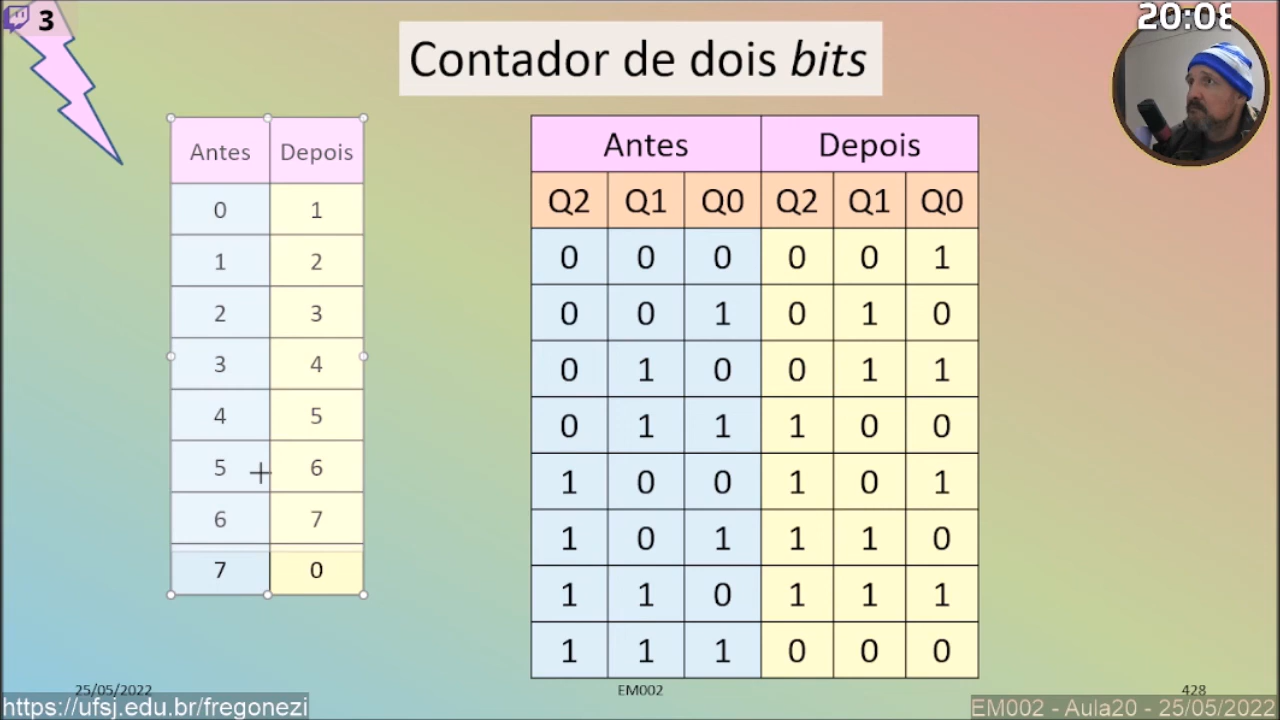 3
20:08
Contador de dois bits
Antes Depois
0 1
1 2
2 3
3 4
4 5
5 6
6 7
7 0
Antes Depois
Q2 Q1 Q0 Q2 Q1 Q0
0 0 0 0 0 1
0 0 1 0 1 0
0 1 0 0 1 1
0 1 1 1 0 0
1 0 0 1 0 1
1 0 1 1 1 0
1 1 0 1 1 1
1 1 1 0 0 0
25/05/2022 EM002 428
https://ufsj.edu.br/fregonezi
EM002 - Aula20 - 25/05/2022